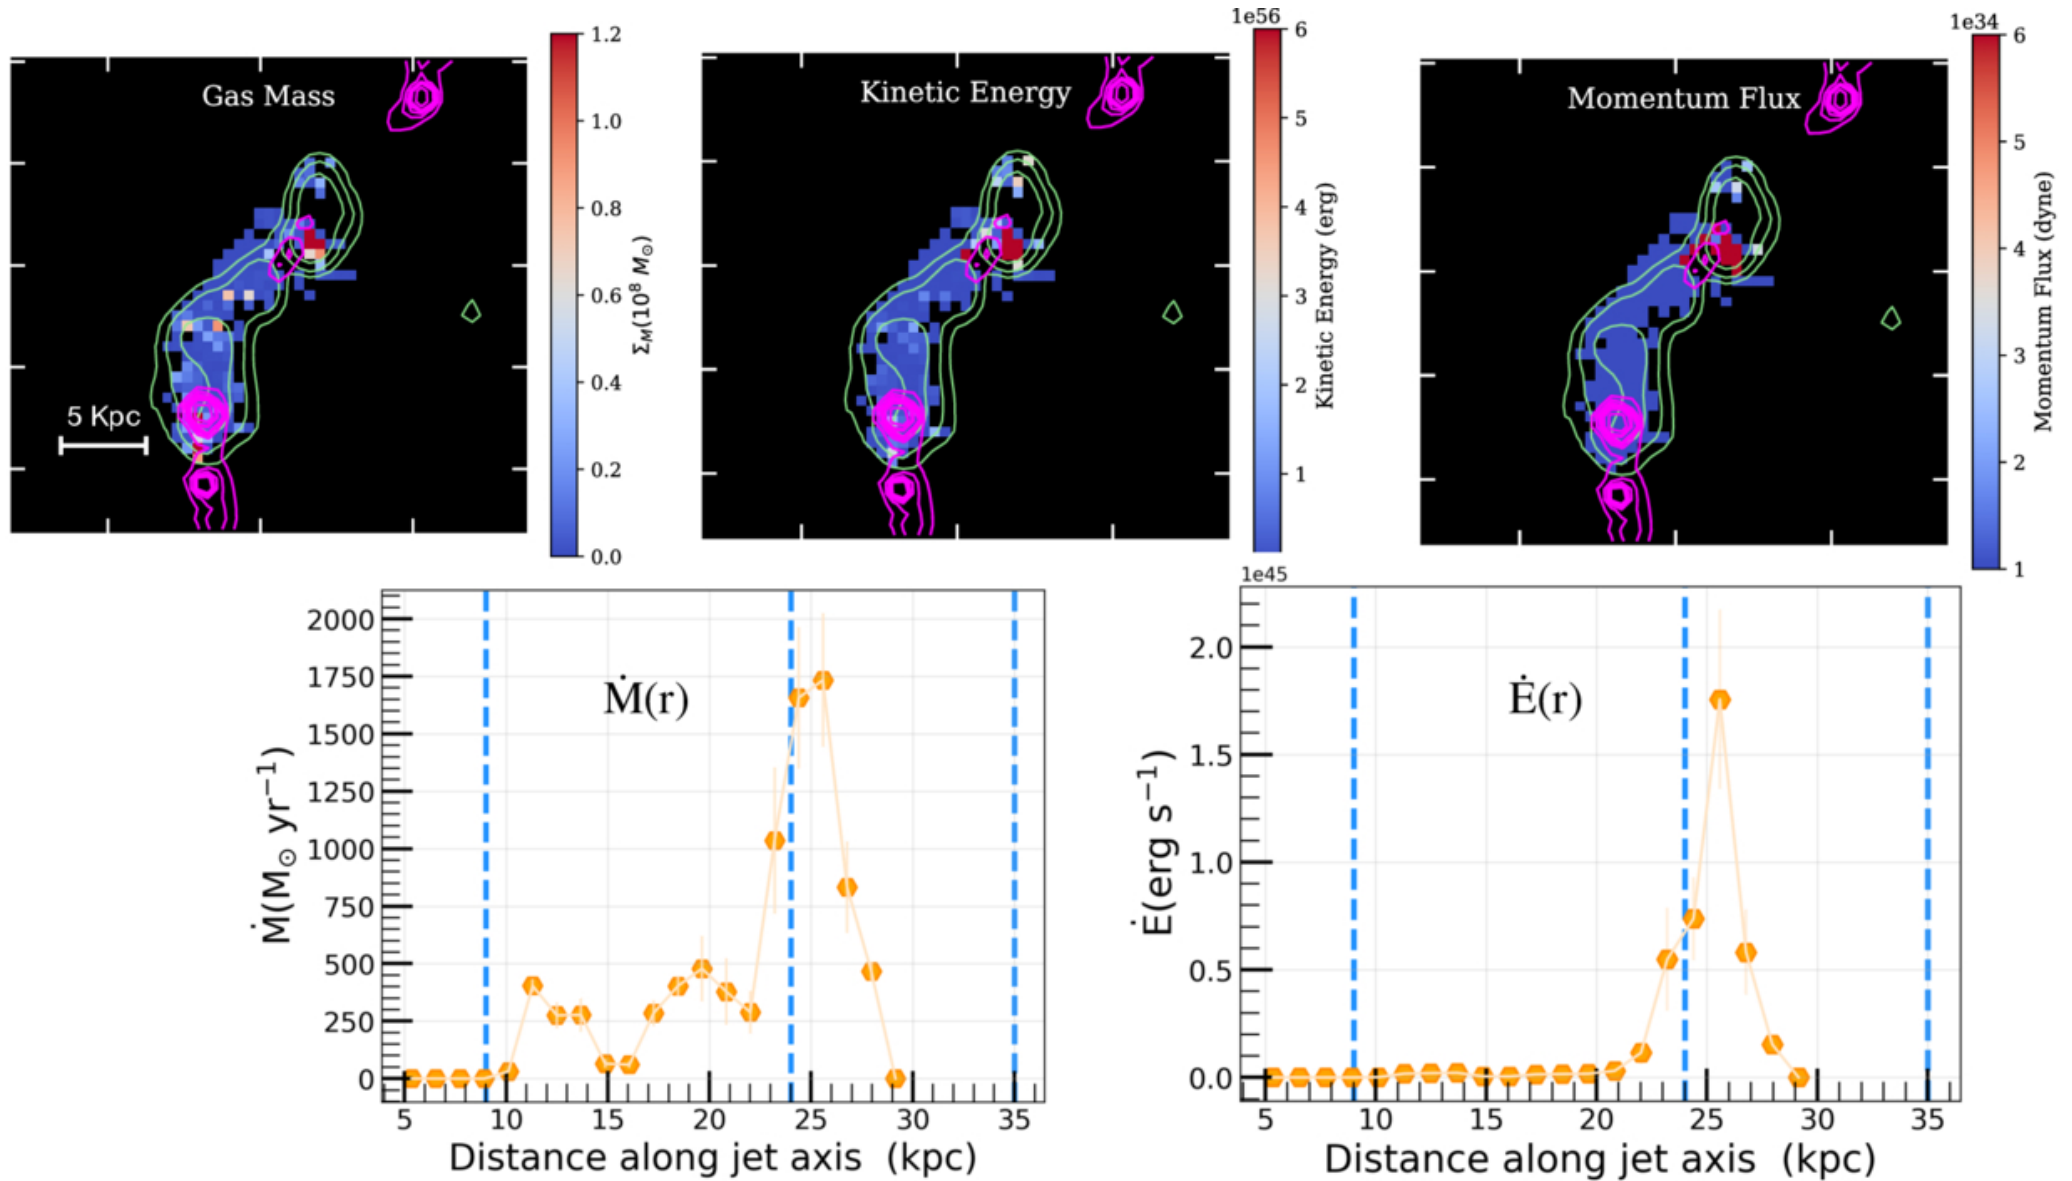 Gas Mass
5 Kpc
1.2
1.0
0.8
0.6
0.4
0.2
0.0
Σ_M(10⁸ M⊙)
Kinetic Energy
1e56
6
5
4
3
2
1
Kinetic Energy (erg)
Momentum Flux
1e34
6
5
4
3
2
1
Momentum Flux (dyne)
2000
1750
1500
1250
1000
750
500
250
0
Ṁ(M⊙ yr⁻¹)
Ṁ(r)
5 10 15 20 25 30 35
Distance along jet axis (kpc)
1e45
2.0
1.5
1.0
0.5
0.0
Ė(erg s⁻¹)
Ė(r)
5 10 15 20 25 30 35
Distance along jet axis (kpc)